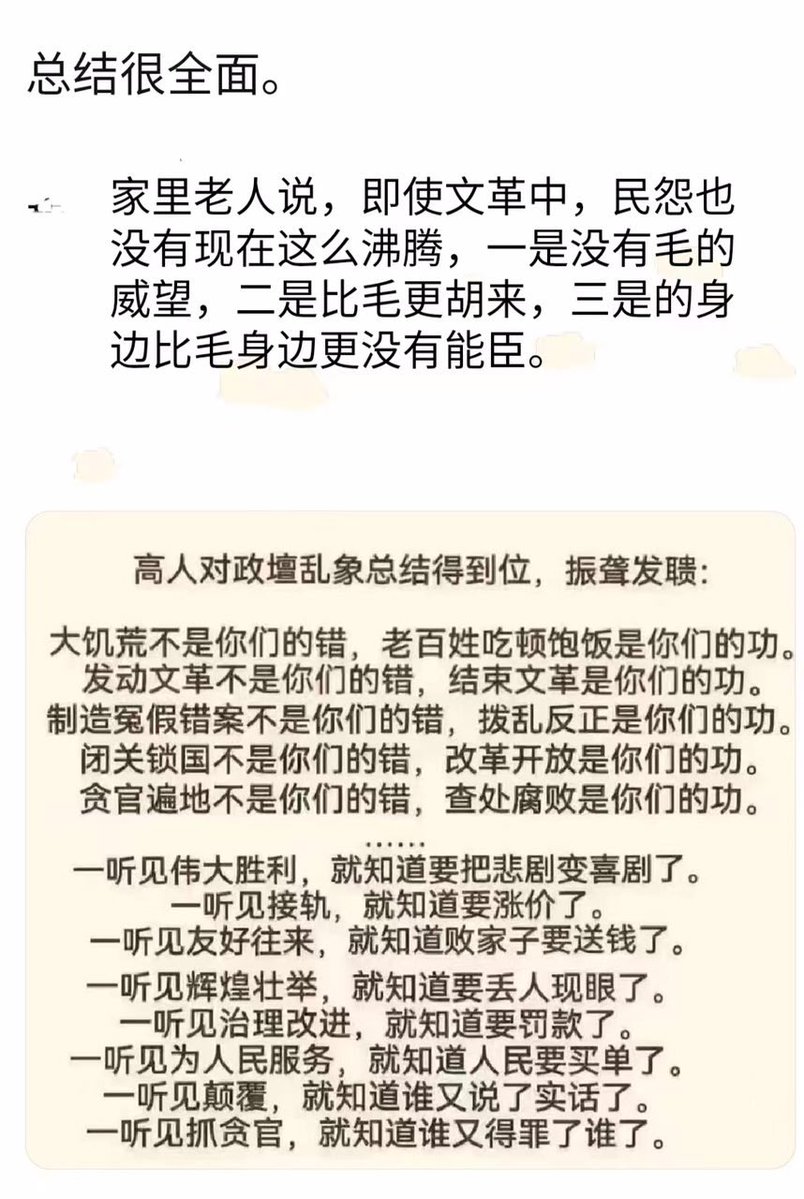 总结很全面。
家里老人说，即使文革中，民怨也
没有现在这么沸腾，一是没有毛的
威望，二是比毛更胡来，三是的身
边比毛身边更没有能臣。
高人对政壇乱象总结得到位，振聋发聩：
大饥荒不是你们的错，老百姓吃顿饱饭是你们的功。
发动文革不是你们的错，结束文革是你们的功。
制造冤假错案不是你们的错，拨乱反正是你们的功。
闭关锁国不是你们的错，改革开放是你们的功。
贪官遍地不是你们的错，查处腐败是你们的功。
……
一听见伟大胜利，就知道要把悲剧变喜剧了。
一听见接轨，就知道要涨价了。
一听见友好往来，就知道败家子要送钱了。
一听见辉煌壮举，就知道要丢人现眼了。
一听见治理改进，就知道要罚款了。
一听见为人民服务，就知道人民要买单了。
一听见颠覆，就知道谁又说了实话了。
一听见抓贪官，就知道谁又得罪了谁了。